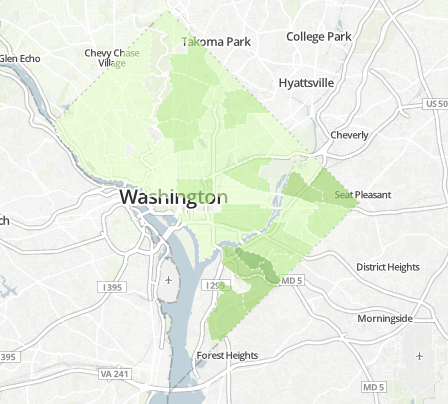 Takoma Park
College Park
Chevy Chase
Village
Glen Echo
Hyattsville
US 50
Cheverly
Seat Pleasant
Washington
ch
District Heights
I 395
I 295
MD 5
Morningside
395
Forest Heights
VA 241
MD 5